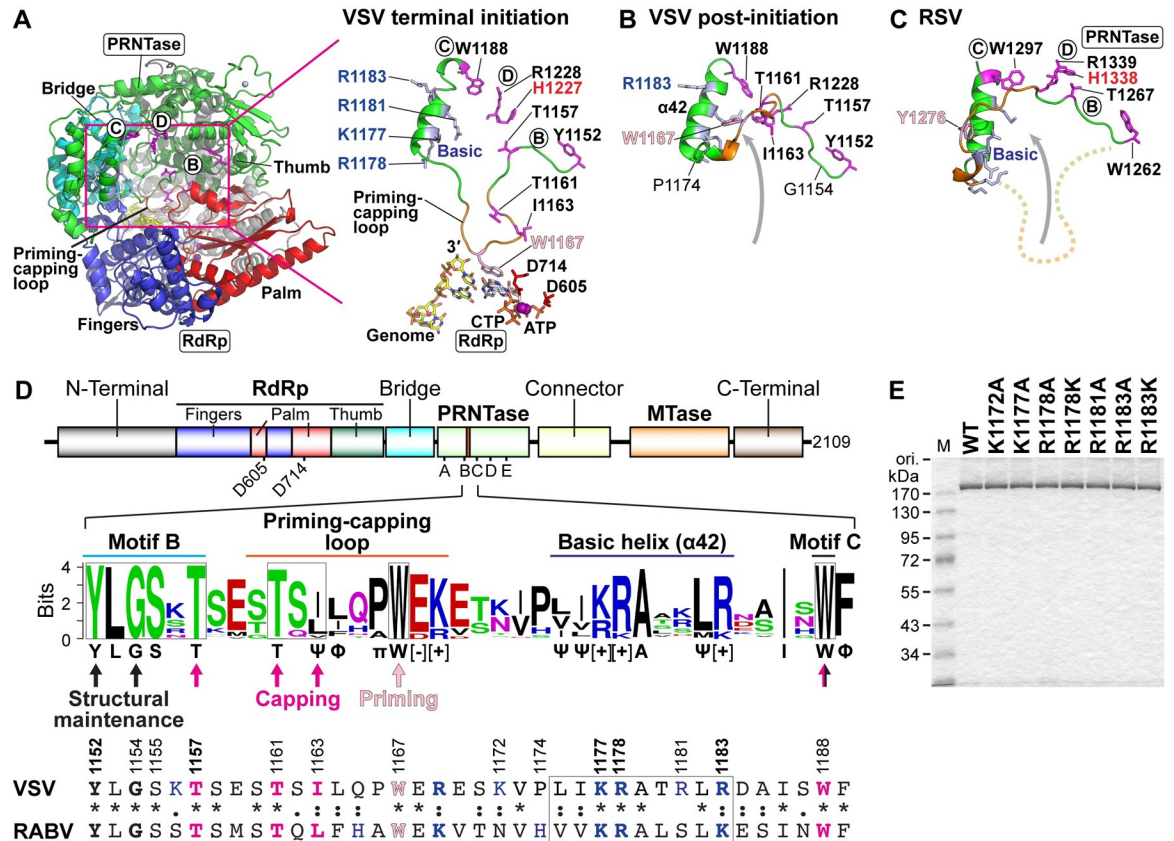 A
VSV terminal initiation
PRNTase
Bridge
C
D
B
Thumb
Priming-
capping
loop
Palm
Fingers
RdRp
C
W1188
R1183
D
R1228
H1227
R1181
T1157
K1177
B
Y1152
Basic
R1178
T1161
Priming-
capping
loop
I1163
W1167
3′
D714
D605
CTP
ATP
Genome
RdRp
B
VSV post-initiation
W1188
T1161
R1183
R1228
α42
T1157
W1167
Y1152
I1163
P1174
G1154
C
RSV
PRNTase
C
W1297
D
R1339
H1338
T1267
B
Y1276
Basic
W1262
D
N-Terminal
RdRp
Bridge
PRNTase
Connector
MTase
C-Terminal
Fingers
Palm
Thumb
2109
D605
D714
A
B
C
D
E
Motif B
Priming-capping
loop
Basic helix (α42)
Motif C
Bits
4
2
0
Y L G S T T Ψ Φ π W [-] [+] Ψ Ψ [+] [+] A Ψ [+] I W Φ
Structural
maintenance
Capping
Priming
1152 1154 1155 1157 1161 1163 1167 1172 1174 1177 1178 1181 1183 1188
VSV Y L G S K T S E S T S I L Q P W E R E S K V P L I K R A T R L R D A I S W F
RABV Y L G S S T S M S T Q L F H A W E K V T N V H V V K R A L S L K E S I N W F
E
M
WT
K1172A
K1177A
R1178A
R1178K
R1181A
R1183A
R1183K
ori.
kDa
170
130
95
72
55
43
34